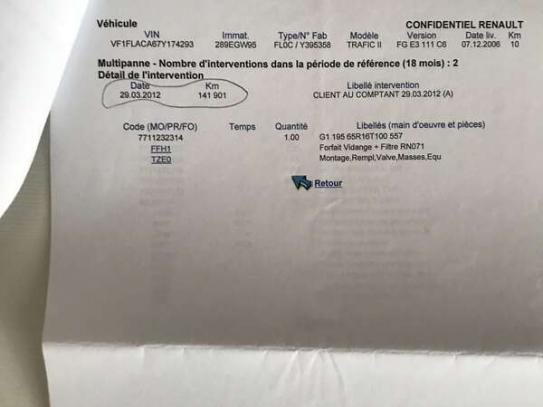 Véhicule CONFIDENTIEL RENAULT
VIN Immat. Type/N° Fab Modèle Version Date liv. Km
VF1FLACA67Y174293 289EGW95 FL0C / Y395358 TRAFIC II FG E3 111 C6 07.12.2006 10
Multipanne - Nombre d'interventions dans la période de référence (18 mois) : 2
Détail de l'intervention
Date Km Libellé intervention
29.03.2012 141 901 CLIENT AU COMPTANT 29.03.2012 (A)
Code (MO/PR/FO) Temps Quantité Libellés (main d'oeuvre et pièces)
7711232314 1.00 G1 195 65R16T100 557
FFH1 Forfait Vidange + Filtre RN071
TZE0 Montage,Rempl,Valve,Masses,Equ
Retour